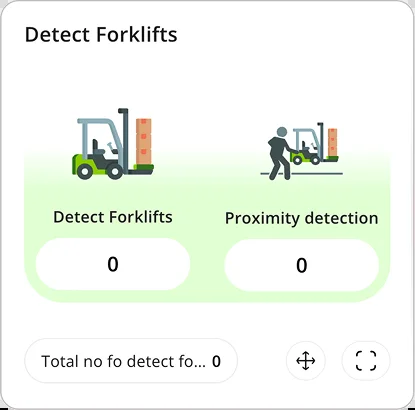 Detect Forklifts
Detect Forklifts
Proximity detection
0
0
Total no fo detect fo... 0